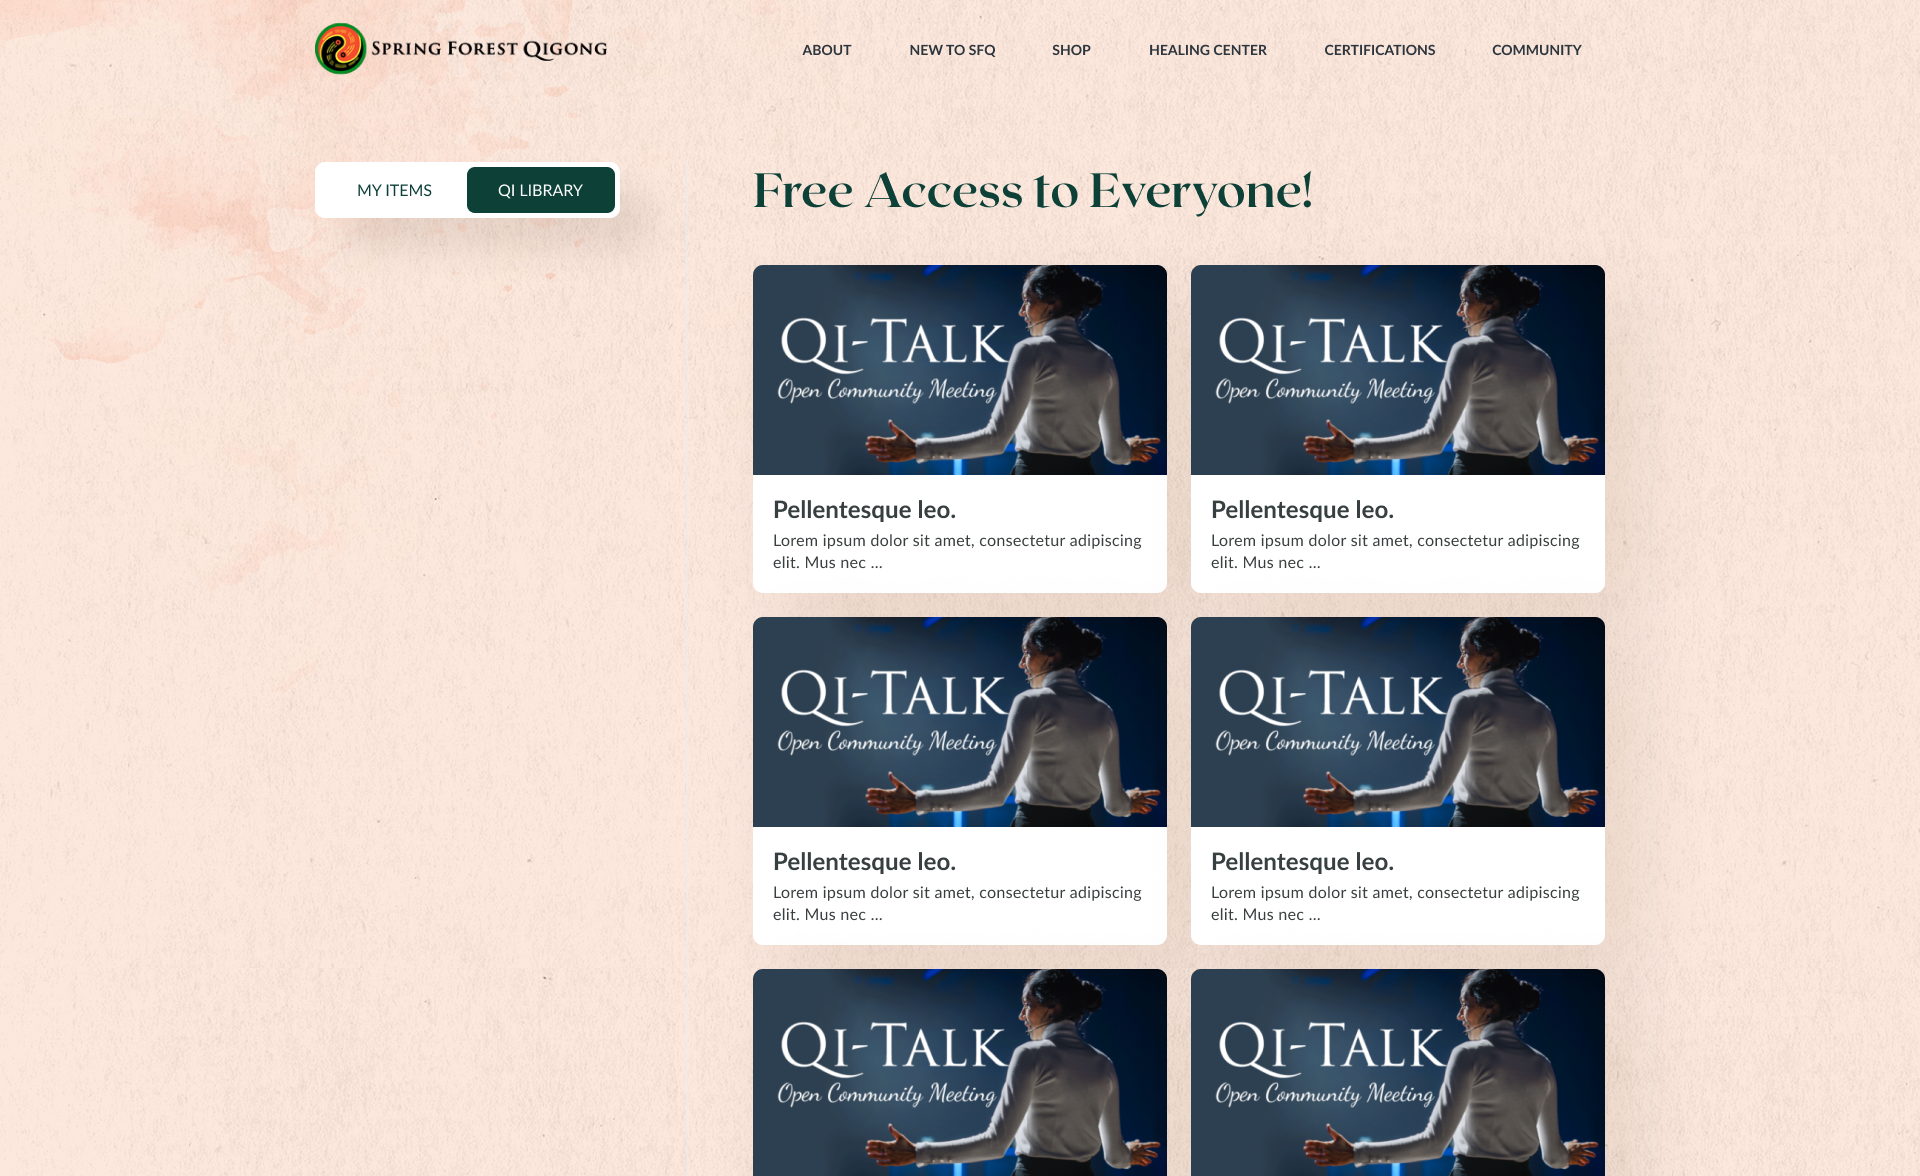 SPRING FOREST QIGONG
ABOUT
NEW TO SFQ
SHOP
HEALING CENTER
CERTIFICATIONS
COMMUNITY
MY ITEMS
QI LIBRARY
Free Access to Everyone!
QI-TALK
Open Community Meeting
Pellentesque leo.
Lorem ipsum dolor sit amet, consectetur adipiscing
elit. Mus nec ...
QI-TALK
Open Community Meeting
Pellentesque leo.
Lorem ipsum dolor sit amet, consectetur adipiscing
elit. Mus nec ...
QI-TALK
Open Community Meeting
Pellentesque leo.
Lorem ipsum dolor sit amet, consectetur adipiscing
elit. Mus nec ...
QI-TALK
Open Community Meeting
Pellentesque leo.
Lorem ipsum dolor sit amet, consectetur adipiscing
elit. Mus nec ...
QI-TALK
Open Community Meeting
QI-TALK
Open Community Meeting